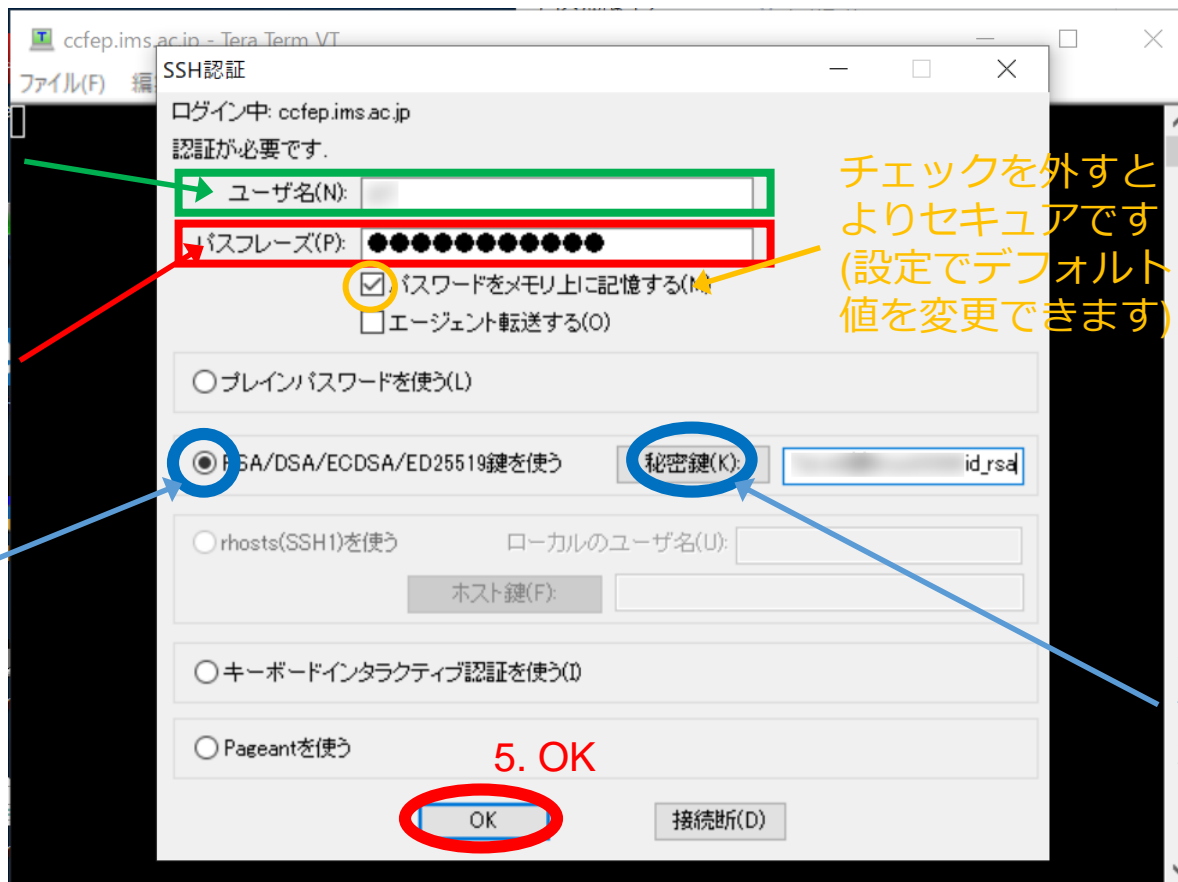 ccfep.ims.ac.jp - Tera Term VT
ファイル(F) 編
SSH認証
ログイン中: ccfep.ims.ac.jp
認証が必要です.
ユーザ名(N):
パスフレーズ(P): ●●●●●●●●●●●
パスワードをメモリ上に記憶する(M)
エージェント転送する(O)
チェックを外すと
よりセキュアです
(設定でデフォルト
値を変更できます)
プレインパスワードを使う(L)
RSA/DSA/ECDSA/ED25519鍵を使う 秘密鍵(K): id_rsa
rhosts(SSH1)を使う ローカルのユーザ名(U):
ホスト鍵(F):
キーボードインタラクティブ認証を使う(I)
Pageantを使う
5. OK
OK 接続断(D)